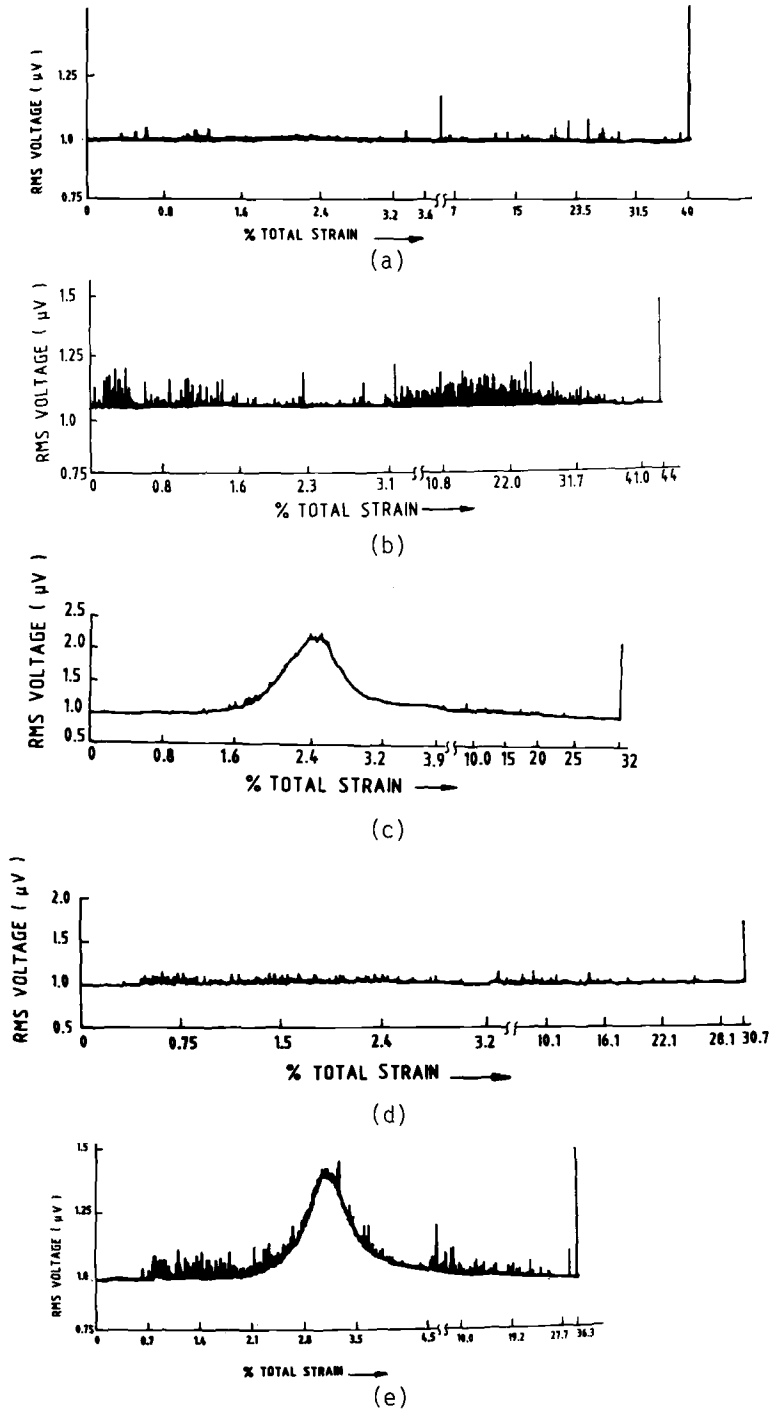 RMS VOLTAGE ( μV )
1.25
1.0
0.75
0 0.8 1.6 2.4 3.2 3.6 7 15 23.5 31.5 40
% TOTAL STRAIN
(a)
RMS VOLTAGE ( μV )
1.5
1.25
1.0
0.75
0 0.8 1.6 2.3 3.1 10.8 22.0 31.7 41.0 44
% TOTAL STRAIN
(b)
RMS VOLTAGE ( μV )
2.5
2.0
1.5
1.0
0.5
0 0.8 1.6 2.4 3.2 3.9 10.0 15 20 25 32
% TOTAL STRAIN
(c)
RMS VOLTAGE ( μV )
2.0
1.5
1.0
0.5
0 0.75 1.5 2.4 3.2 10.1 16.1 22.1 28.1 30.7
% TOTAL STRAIN
(d)
RMS VOLTAGE ( μV )
1.5
1.25
1.0
0.75
0 0.7 1.4 2.1 2.8 3.5 4.5 10.0 19.2 27.7 36.3
% TOTAL STRAIN
(e)